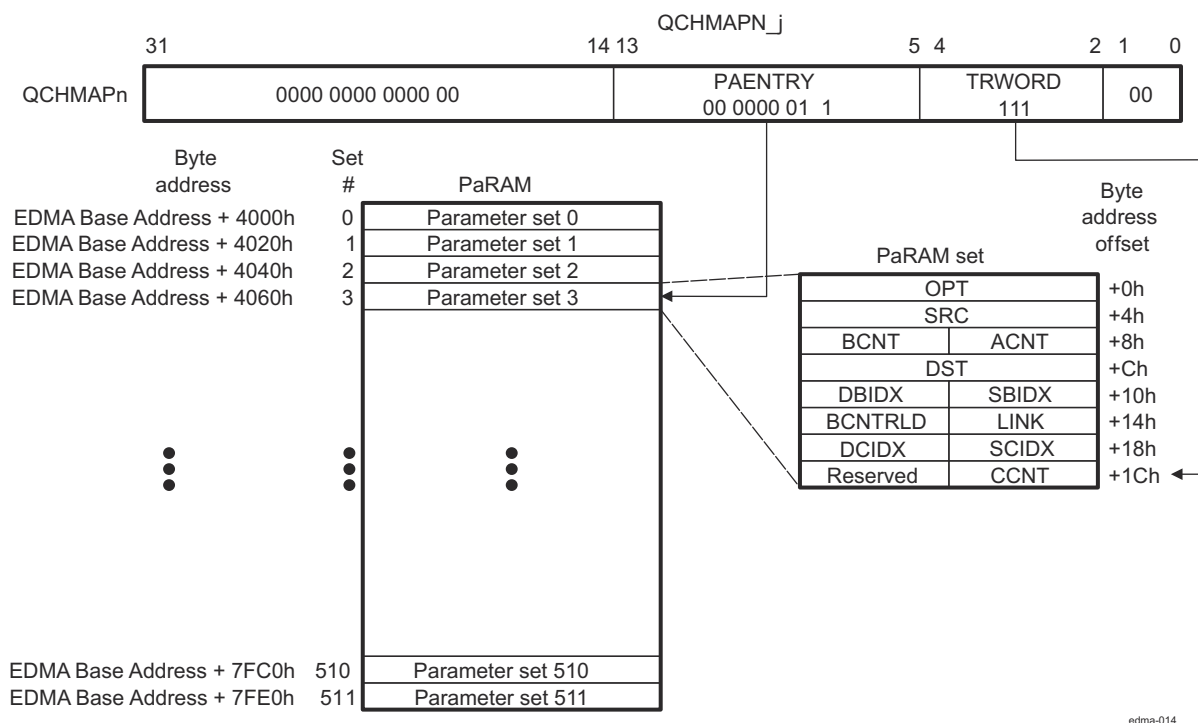 QCHMAPN_j
31 14 13 5 4 2 1 0
QCHMAPn 0000 0000 0000 00 PAENTRY TRWORD 00
00 0000 01 1 111
Byte Set
address # PaRAM
EDMA Base Address + 4000h 0 Parameter set 0
EDMA Base Address + 4020h 1 Parameter set 1
EDMA Base Address + 4040h 2 Parameter set 2
EDMA Base Address + 4060h 3 Parameter set 3
Byte
address
offset
PaRAM set
OPT +0h
SRC +4h
BCNT ACNT +8h
DST +Ch
DBIDX SBIDX +10h
BCNTRLD LINK +14h
DCIDX SCIDX +18h
Reserved CCNT +1Ch
EDMA Base Address + 7FC0h 510 Parameter set 510
EDMA Base Address + 7FE0h 511 Parameter set 511
edma-014